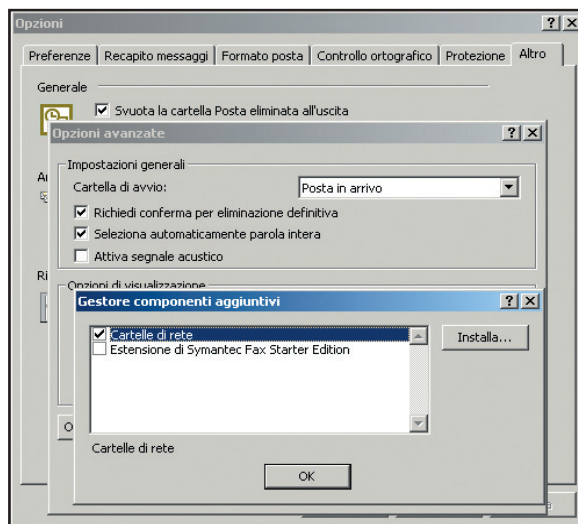 Opzioni
Preferenze Recapito messaggi Formato posta Controllo ortografico Protezione Altro
Generale
Svuota la cartella Posta eliminata all'uscita
Opzioni avanzate
Impostazioni generali
Cartella di avvio: Posta in arrivo
Richiedi conferma per eliminazione definitiva
Seleziona automaticamente parola intera
Attiva segnale acustico
Opzioni di visualizzazione
Gestore componenti aggiuntivi
Cartelle di rete
Installa...
Estensione di Symantec Fax Starter Edition
Cartelle di rete
OK